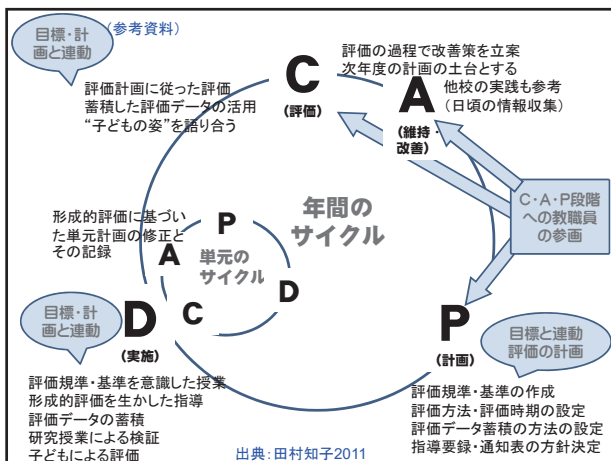 目標・計
画と連動
(参考資料)
評価計画に従った評価
蓄積した評価データの活用
“子どもの姿”を語り合う
C
(評価)
評価の過程で改善策を立案
次年度の計画の土台とする
他校の実践も参考
(日頃の情報収集)
A
(維持・
改善)
C・A・P段階
への教職員
の参画
年間の
サイクル
形成的評価に基づい
た単元計画の修正と
その記録
P
A
単元の
サイクル
D
C
目標・計
画と連動
D
(実施)
評価規準・基準を意識した授業
形成的評価を生かした指導
評価データの蓄積
研究授業による検証
子どもによる評価
P
(計画)
目標と連動
評価の計画
評価規準・基準の作成
評価方法・評価時期の設定
評価データ蓄積の方法の設定
指導要録・通知表の方針決定
出典:田村知子2011